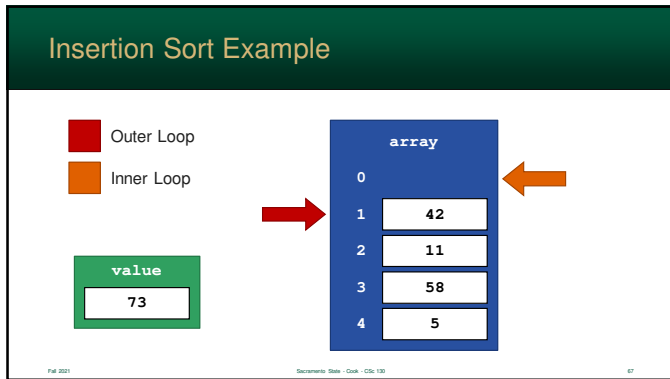 Insertion Sort Example
Outer Loop
Inner Loop
array
0
1 42
2 11
3 58
4 5
value
73
Fall 2021 Sacramento State - Cook - CSc 130 67